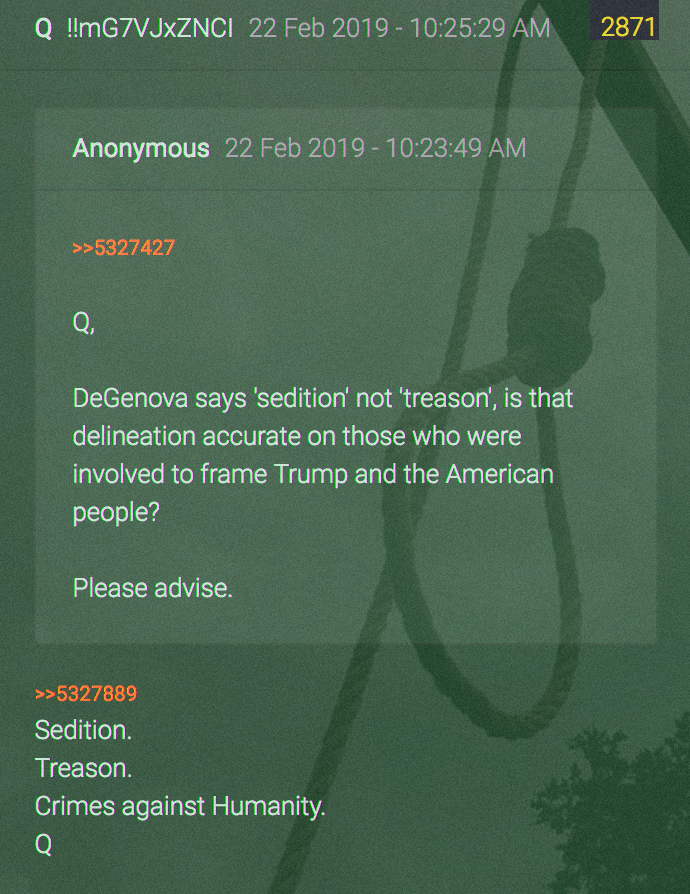 Q !!mG7VJxZNCI 22 Feb 2019 - 10:25:29 AM 2871
Anonymous 22 Feb 2019 - 10:23:49 AM
>>5327427
Q,
DeGenova says 'sedition' not 'treason', is that
delineation accurate on those who were
involved to frame Trump and the American
people?
Please advise.
>>5327889
Sedition.
Treason.
Crimes against Humanity.
Q